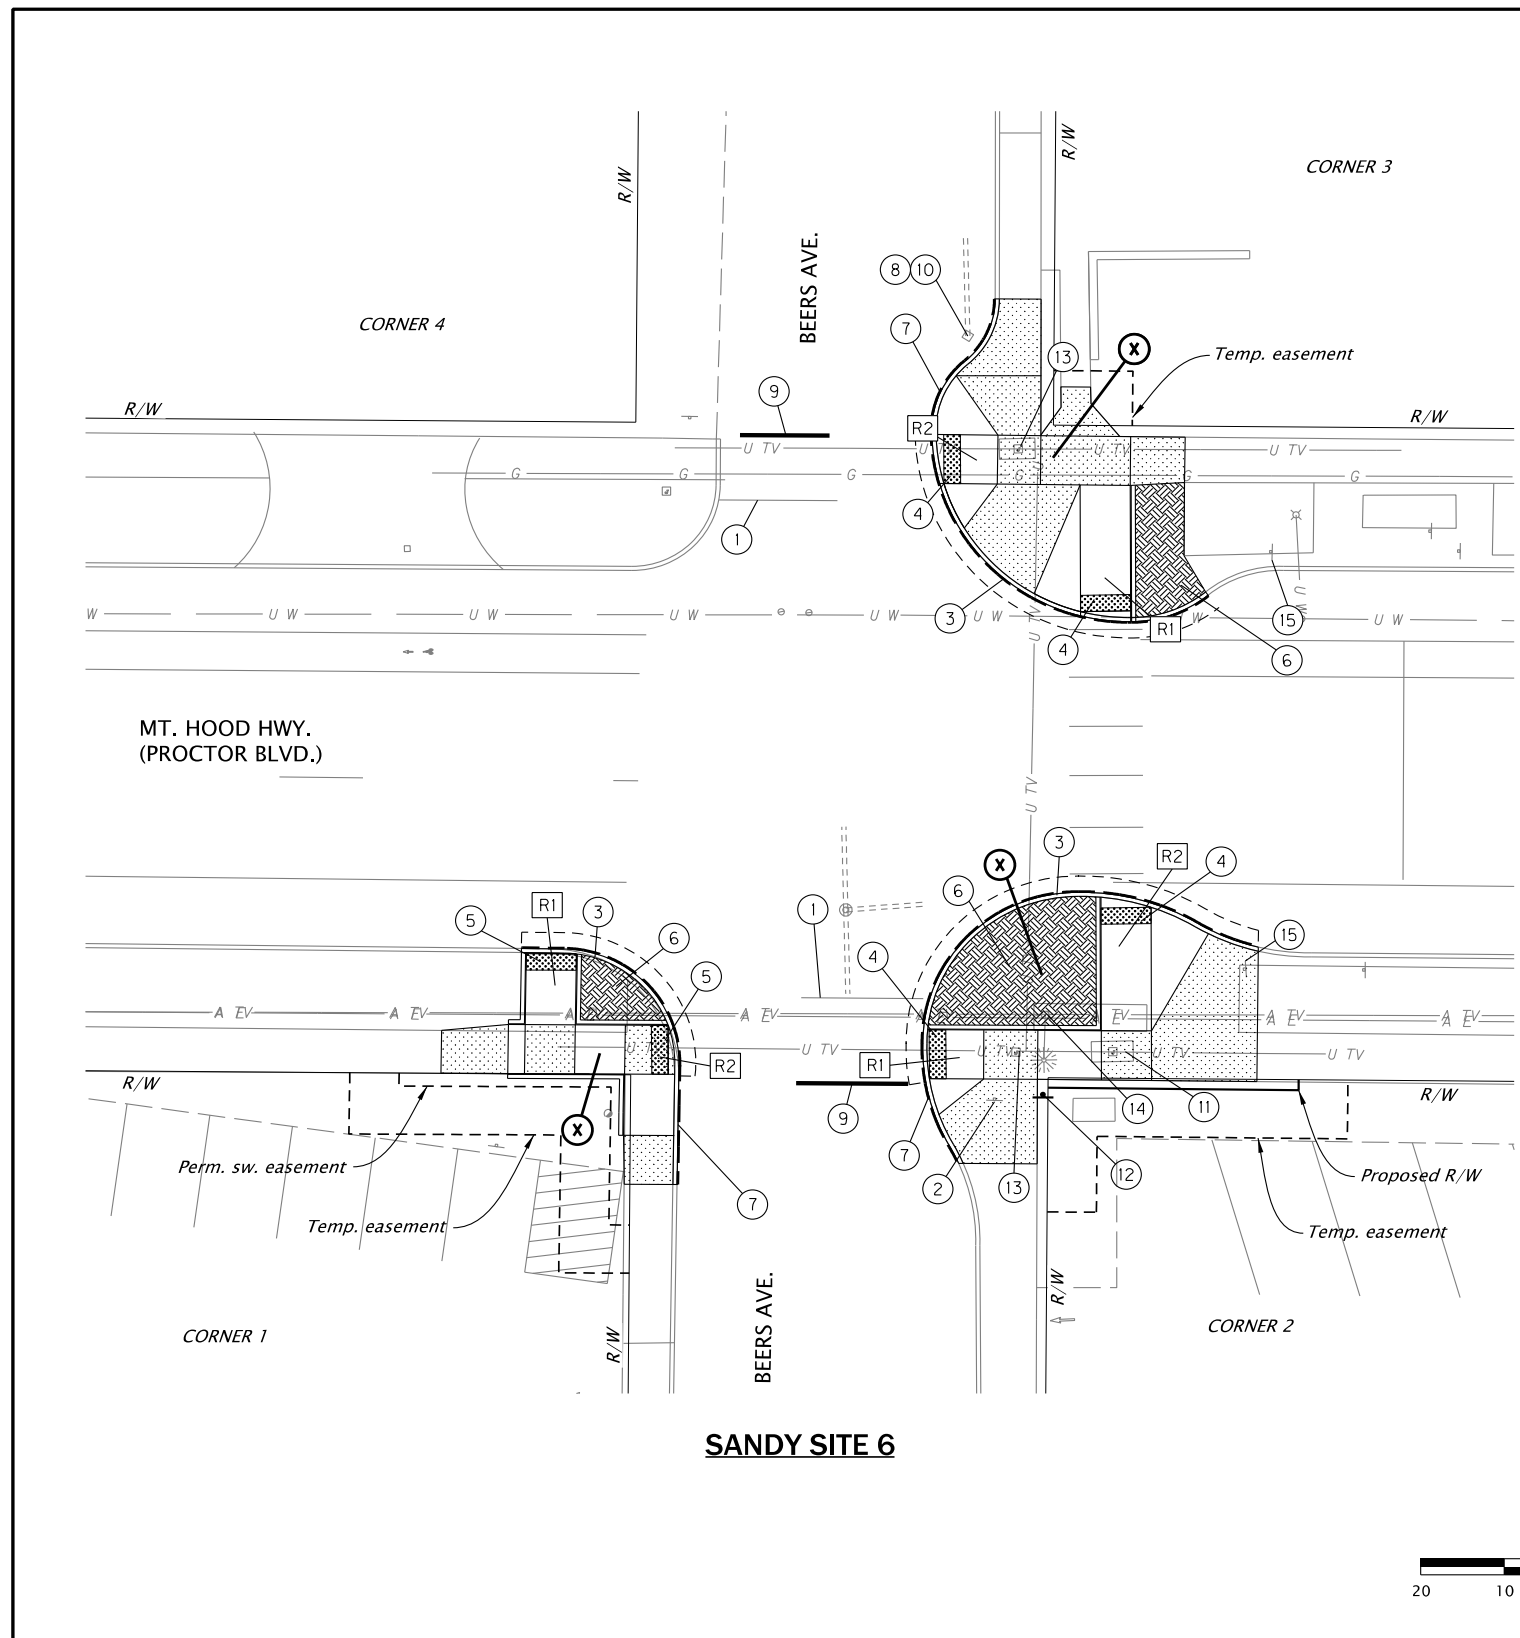 R/W
R/W
CORNER 3
BEERS AVE.
8
10
CORNER 4
7
13
X
Temp. easement
9
R/W
R/W
R2
U TV
U TV
U TV
U TV
G
G
G
G
G
G
4
1
3
4
R1
15
6
W
U W
U W
U W
U W
U W
U W
U W
U TV
MT. HOOD HWY.
(PROCTOR BLVD.)
U TV
3
X
R2
4
R1
3
6
1
6
5
5
15
4
A EV
A EV
A EV
A EV
A EV
A EV
U TV
U TV
U TV
U TV
R2
R1
R/W
R/W
9
14
11
X
7
Perm. sw. easement
7
2
13
12
Proposed R/W
Temp. easement
Temp. easement
BEERS AVE.
R/W
R/W
CORNER 1
CORNER 2
SANDY SITE 6
20
10